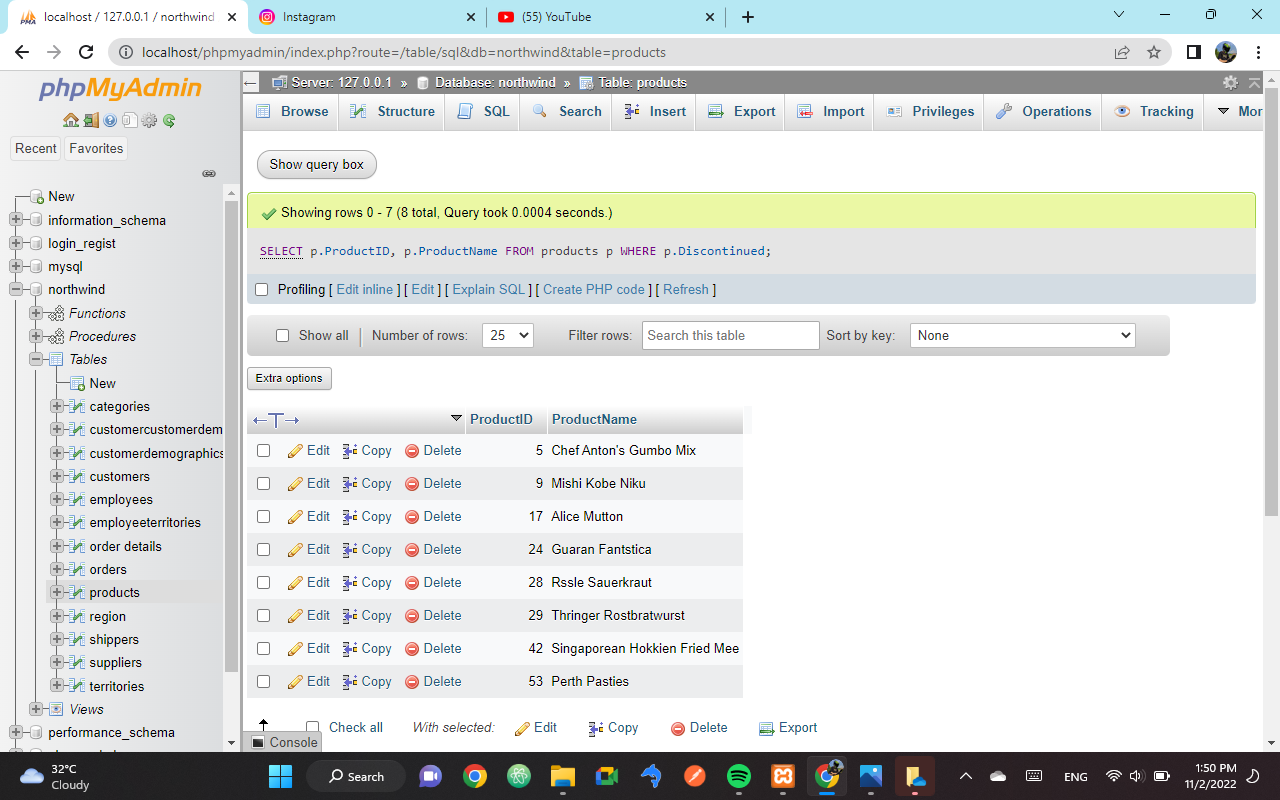 localhost / 127.0.0.1 / northwind
Instagram
(55) YouTube
localhost/phpmyadmin/index.php?route=/table/sql&db=northwind&table=products
phpMyAdmin
Recent
Favorites
New
information_schema
login_regist
mysql
northwind
Functions
Procedures
Tables
New
categories
customercustomerdem
customerdemographics
customers
employees
employeeterritories
order details
orders
products
region
shippers
suppliers
territories
Views
performance_schema
Server: 127.0.0.1 » Database: northwind » Table: products
Browse Structure SQL Search Insert Export Import Privileges Operations Tracking Mor
Show query box
Showing rows 0 - 7 (8 total, Query took 0.0004 seconds.)
SELECT p.ProductID, p.ProductName FROM products p WHERE p.Discontinued;
Profiling [ Edit inline ] [ Edit ] [ Explain SQL ] [ Create PHP code ] [ Refresh ]
Show all Number of rows: 25 Filter rows: Search this table Sort by key: None
Extra options
←T→ ProductID ProductName
Edit Copy Delete 5 Chef Anton's Gumbo Mix
Edit Copy Delete 9 Mishi Kobe Niku
Edit Copy Delete 17 Alice Mutton
Edit Copy Delete 24 Guaran Fantstica
Edit Copy Delete 28 Rssle Sauerkraut
Edit Copy Delete 29 Thringer Rostbratwurst
Edit Copy Delete 42 Singaporean Hokkien Fried Mee
Edit Copy Delete 53 Perth Pasties
Check all With selected: Edit Copy Delete Export
Console
32°C
Cloudy
Search
ENG
1:50 PM
11/2/2022